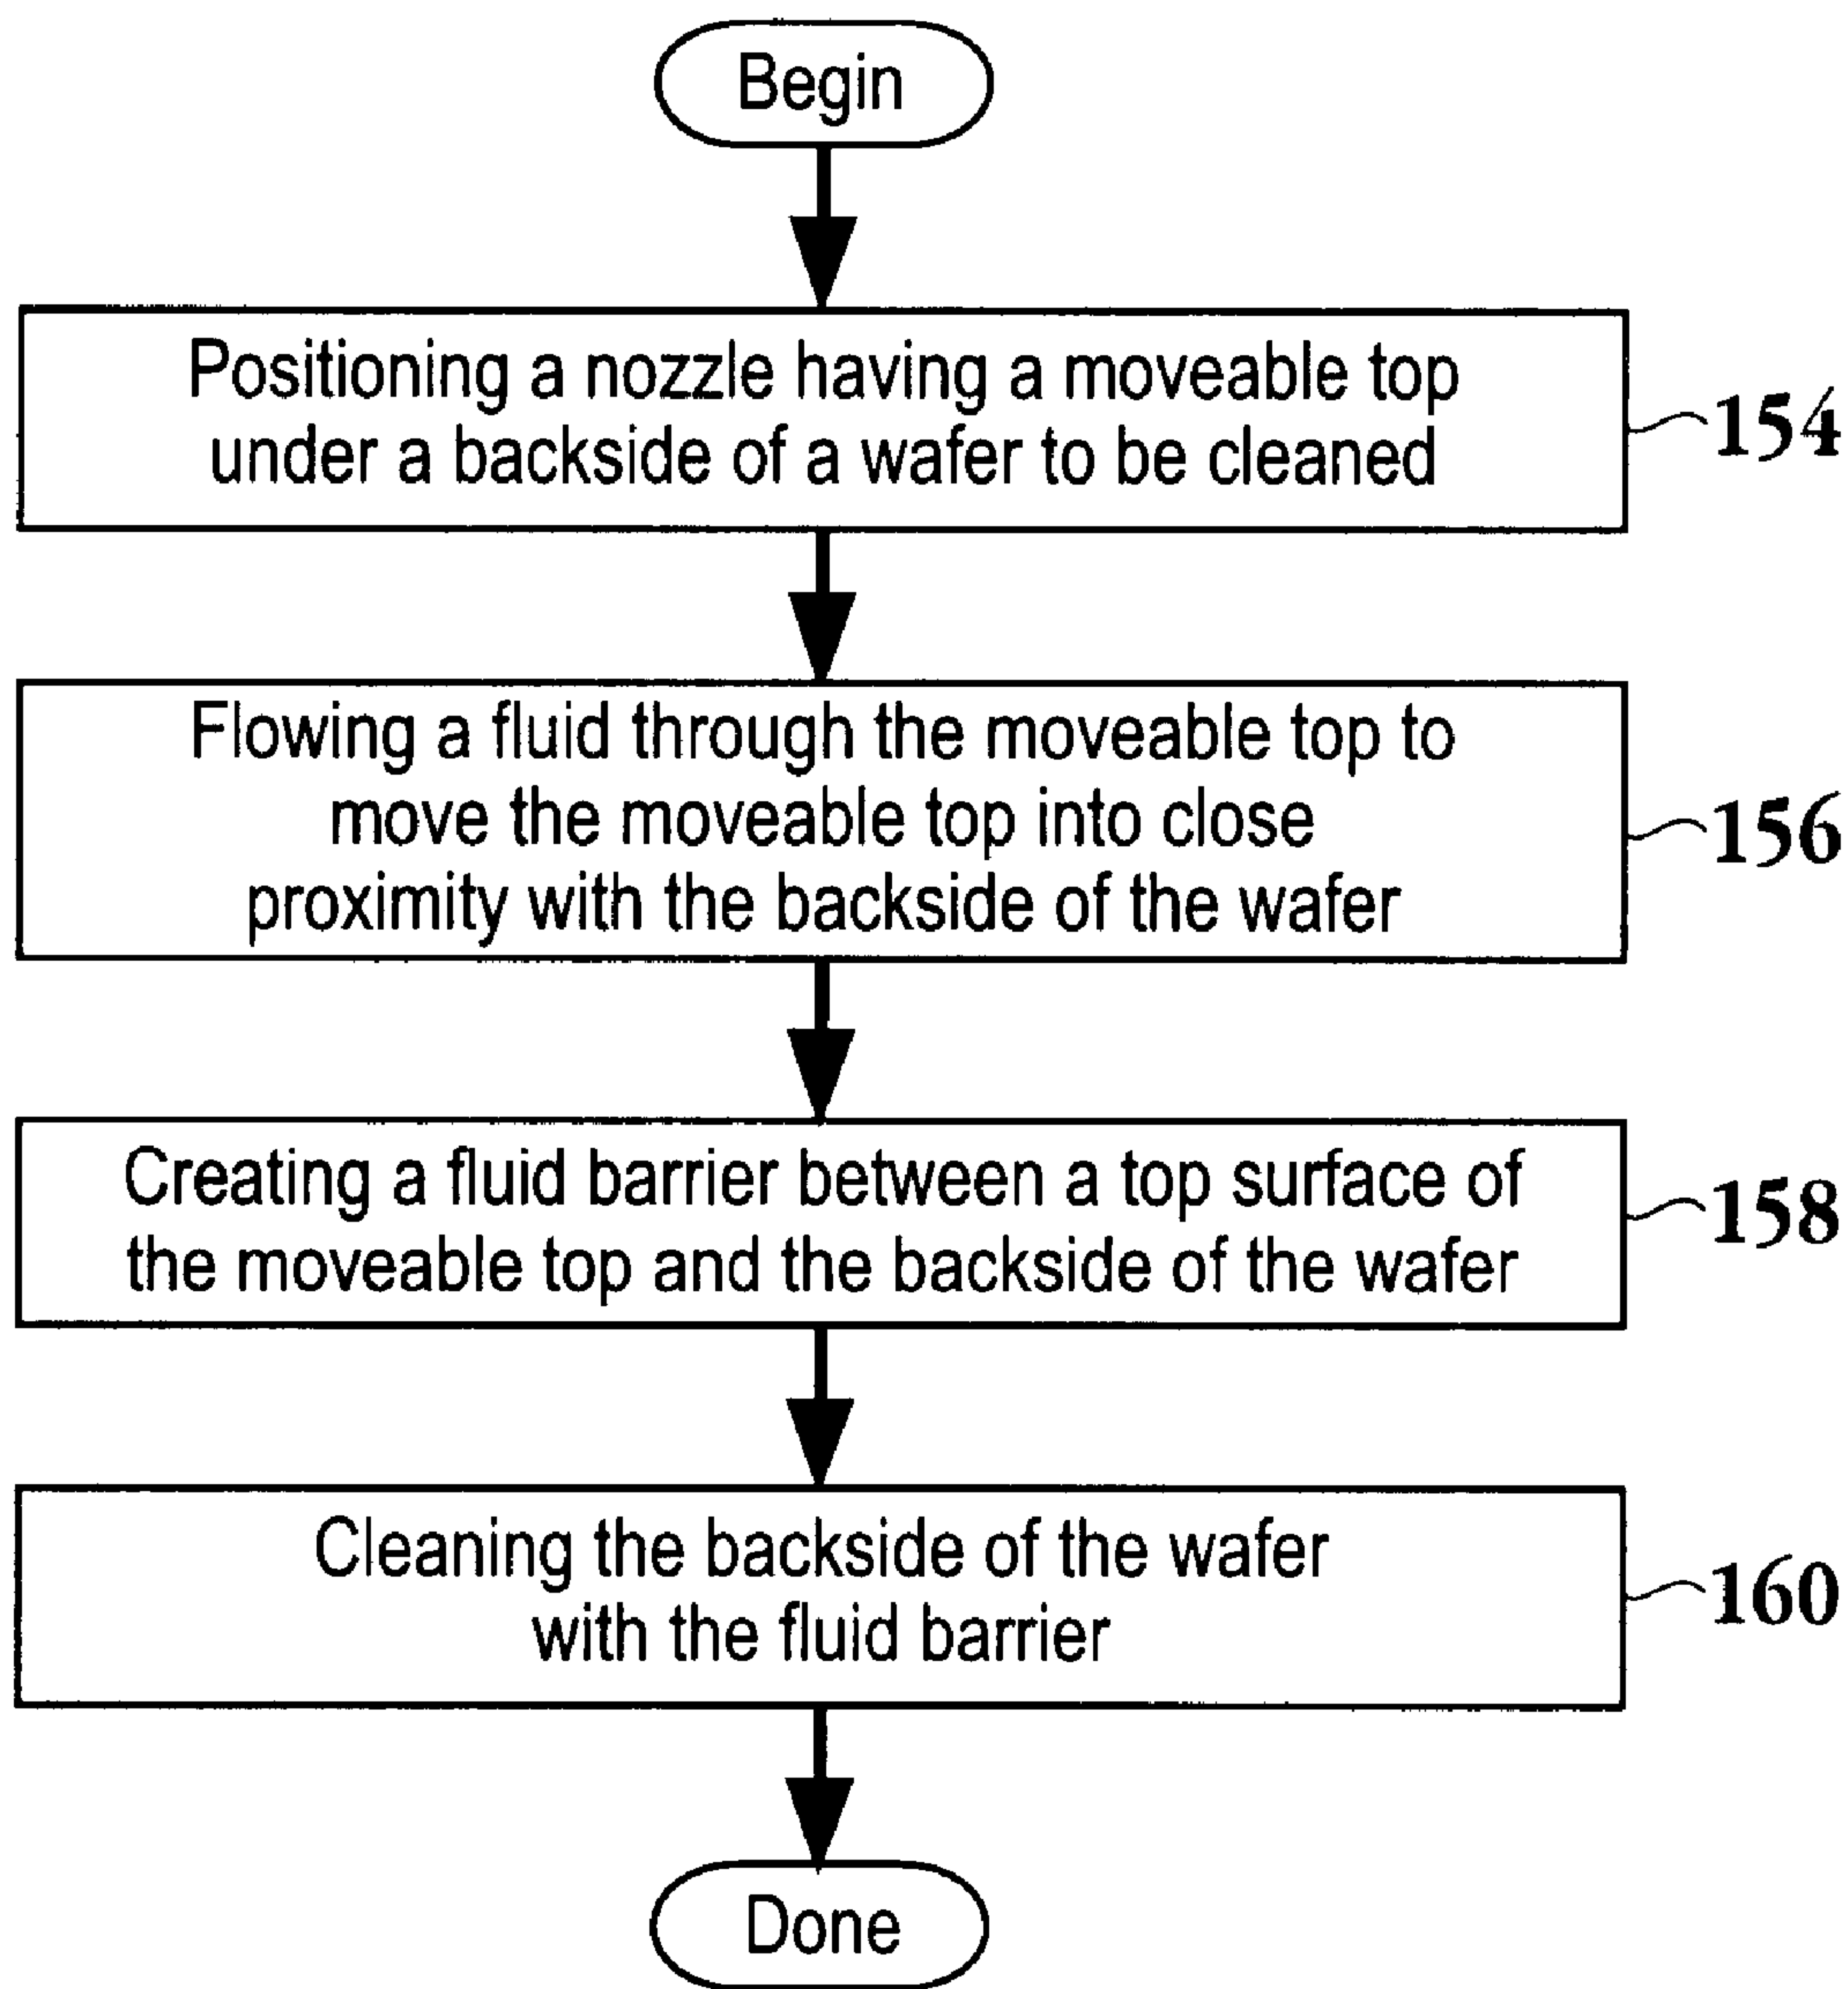 Begin
Positioning a nozzle having a moveable top
under a backside of a wafer to be cleaned
154
Flowing a fluid through the moveable top to
move the moveable top into close
proximity with the backside of the wafer
156
Creating a fluid barrier between a top surface of
the moveable top and the backside of the wafer
158
Cleaning the backside of the wafer
with the fluid barrier
160
Done